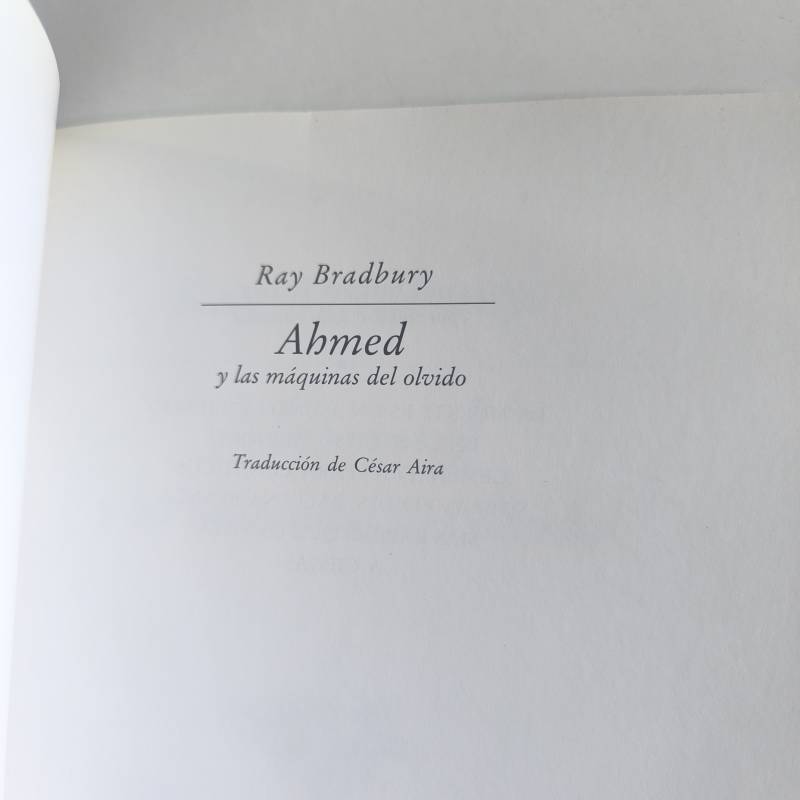 Ray Bradbury
Ahmed
y las máquinas del olvido
Traducción de César Aira